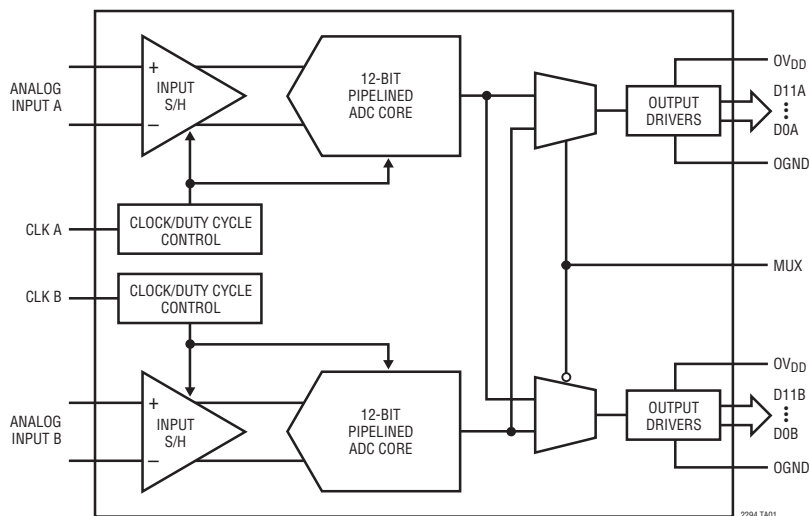 ANALOG
INPUT A
+
−
INPUT
S/H
12-BIT
PIPELINED
ADC CORE
OUTPUT
DRIVERS
OVDD
D11A
D0A
OGND
CLK A
CLOCK/DUTY CYCLE
CONTROL
MUX
CLK B
CLOCK/DUTY CYCLE
CONTROL
ANALOG
INPUT B
+
−
INPUT
S/H
12-BIT
PIPELINED
ADC CORE
OUTPUT
DRIVERS
OVDD
D11B
D0B
OGND
2294 TA01